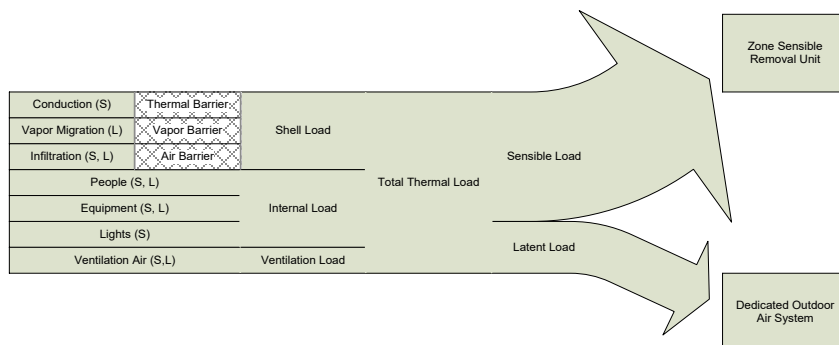 Zone Sensible
Removal Unit
Conduction (S)
Thermal Barrier
Vapor Migration (L)
Vapor Barrier
Shell Load
Infiltration (S, L)
Air Barrier
Sensible Load
People (S, L)
Total Thermal Load
Equipment (S, L)
Internal Load
Lights (S)
Latent Load
Ventilation Air (S,L)
Ventilation Load
Dedicated Outdoor
Air System